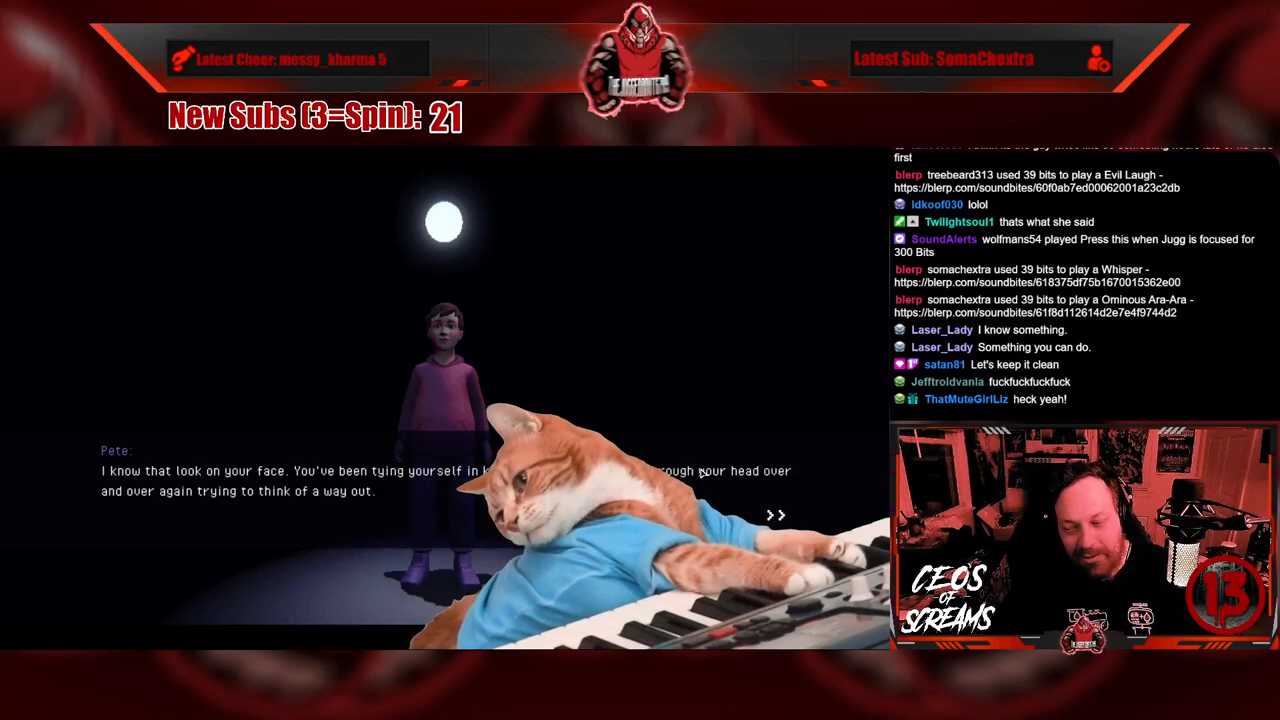 Latest Cheer: messy_kharma 5
Latest Sub: SomaChextra
New Subs (3=Spin): 21
first
blerp treebeard313 used 39 bits to play a Evil Laugh -
https://blerp.com/soundbites/60f0ab7ed00062001a23c2db
idkoof030 lolol
Twilightsoul1 thats what she said
SoundAlerts wolfmans54 played Press this when Jugg is focused for
300 Bits
blerp somachextra used 39 bits to play a Whisper -
https://blerp.com/soundbites/618375df75b1670015362e00
blerp somachextra used 39 bits to play a Ominous Ara-Ara -
https://blerp.com/soundbites/61f8d112614d2e7e4f9744d2
Laser_Lady I know something.
Laser_Lady Something you can do.
satan81 Let's keep it clean
Jefftroldvania fuckfuckfuckfuck
ThatMuteGirlLiz heck yeah!
Pete:
I know that look on your face. You've been tying yourself in your head over
and over again trying to think of a way out.
>>
CEOS
OF
SCREAMS
13